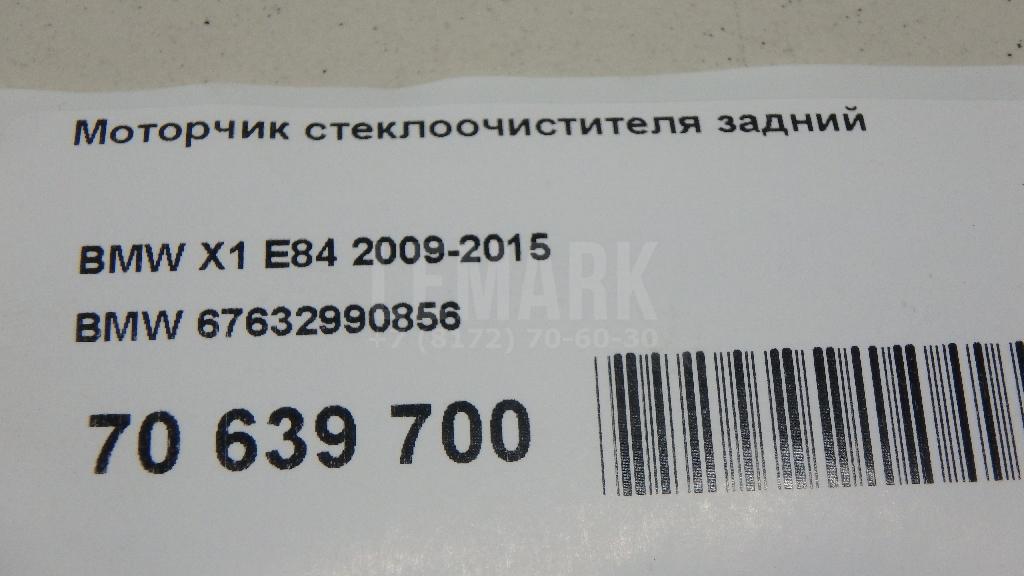 Моторчик стеклоочистителя задний
BMW X1 E84 2009-2015
LEMARK
BMW 67632990856
+7 (8172) 70-60-30
70 639 700